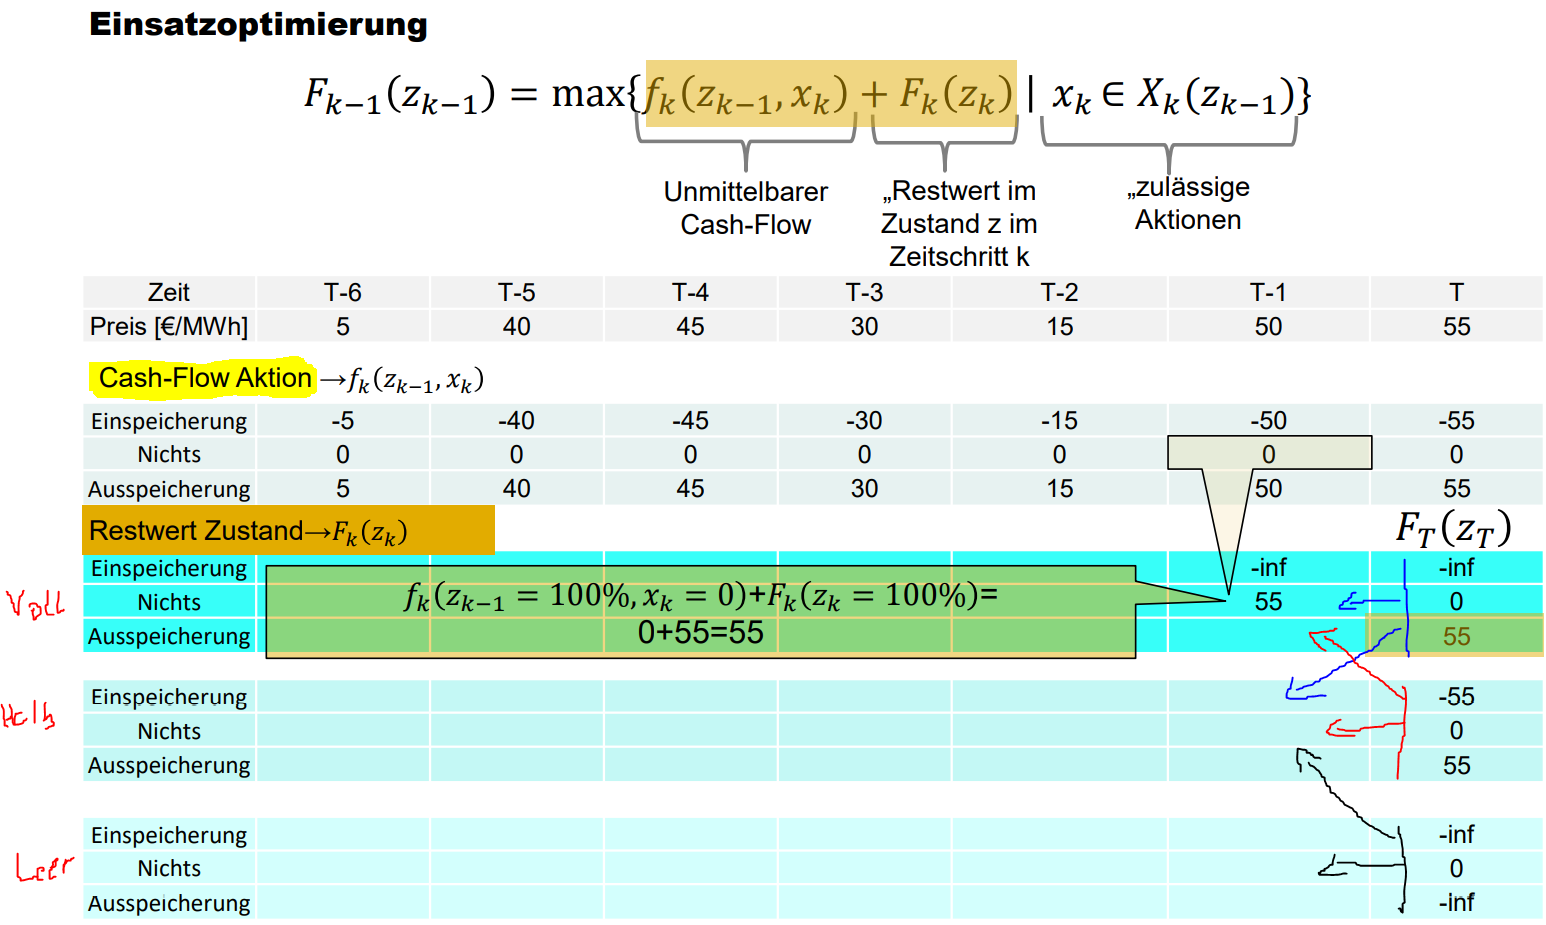 Einsatzoptimierung
F_{k−1}(z_{k−1}) = max{f_k(z_{k−1}, x_k) + F_k(z_k) | x_k ∈ X_k(z_{k−1})}
Unmittelbarer
Cash-Flow
„Restwert im
Zustand z im
Zeitschritt k
„zulässige
Aktionen
Zeit T-6 T-5 T-4 T-3 T-2 T-1 T
Preis [€/MWh] 5 40 45 30 15 50 55
Cash-Flow Aktion →f_k(z_{k−1}, x_k)
Einspeicherung -5 -40 -45 -30 -15 -50 -55
Nichts 0 0 0 0 0 0 0
Ausspeicherung 5 40 45 30 15 50 55
Restwert Zustand→F_k(z_k) F_T(z_T)
Voll
Einspeicherung -inf -inf
Nichts 55 0
Ausspeicherung 55
f_k(z_{k−1} = 100%, x_k = 0)+F_k(z_k = 100%)=
0+55=55
Halb
Einspeicherung -55
Nichts 0
Ausspeicherung 55
Leer
Einspeicherung -inf
Nichts 0
Ausspeicherung -inf